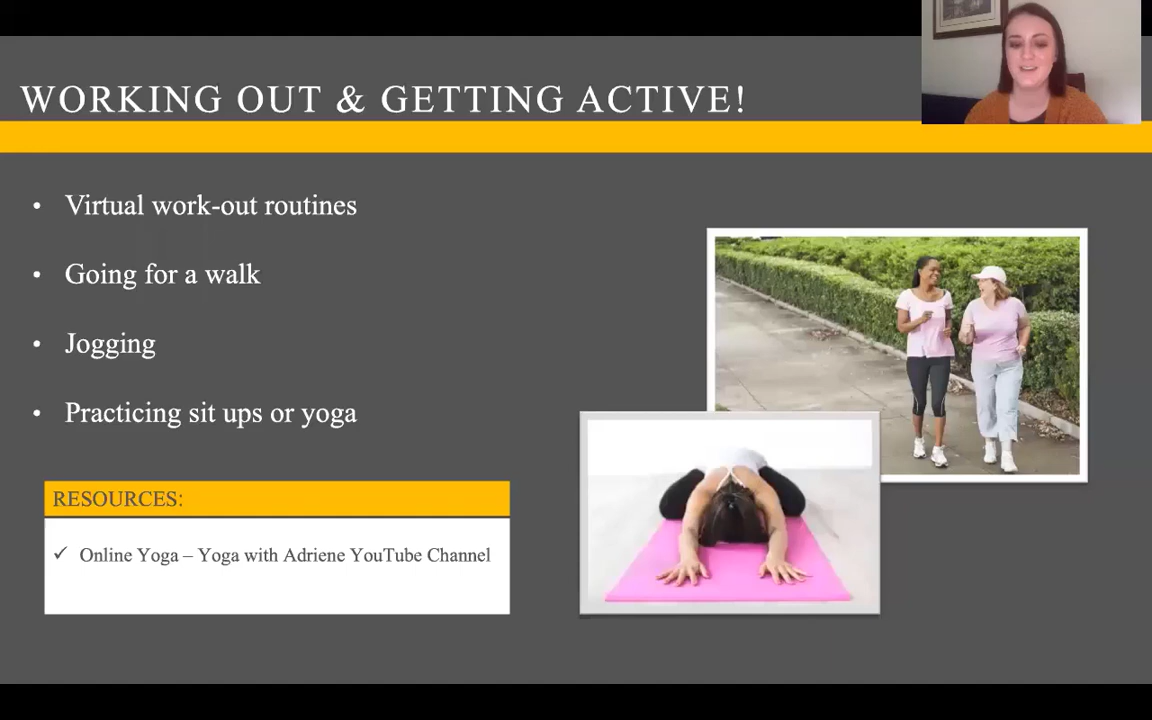 WORKING OUT & GETTING ACTIVE!
• Virtual work-out routines
• Going for a walk
• Jogging
• Practicing sit ups or yoga
RESOURCES:
✓ Online Yoga – Yoga with Adriene YouTube Channel